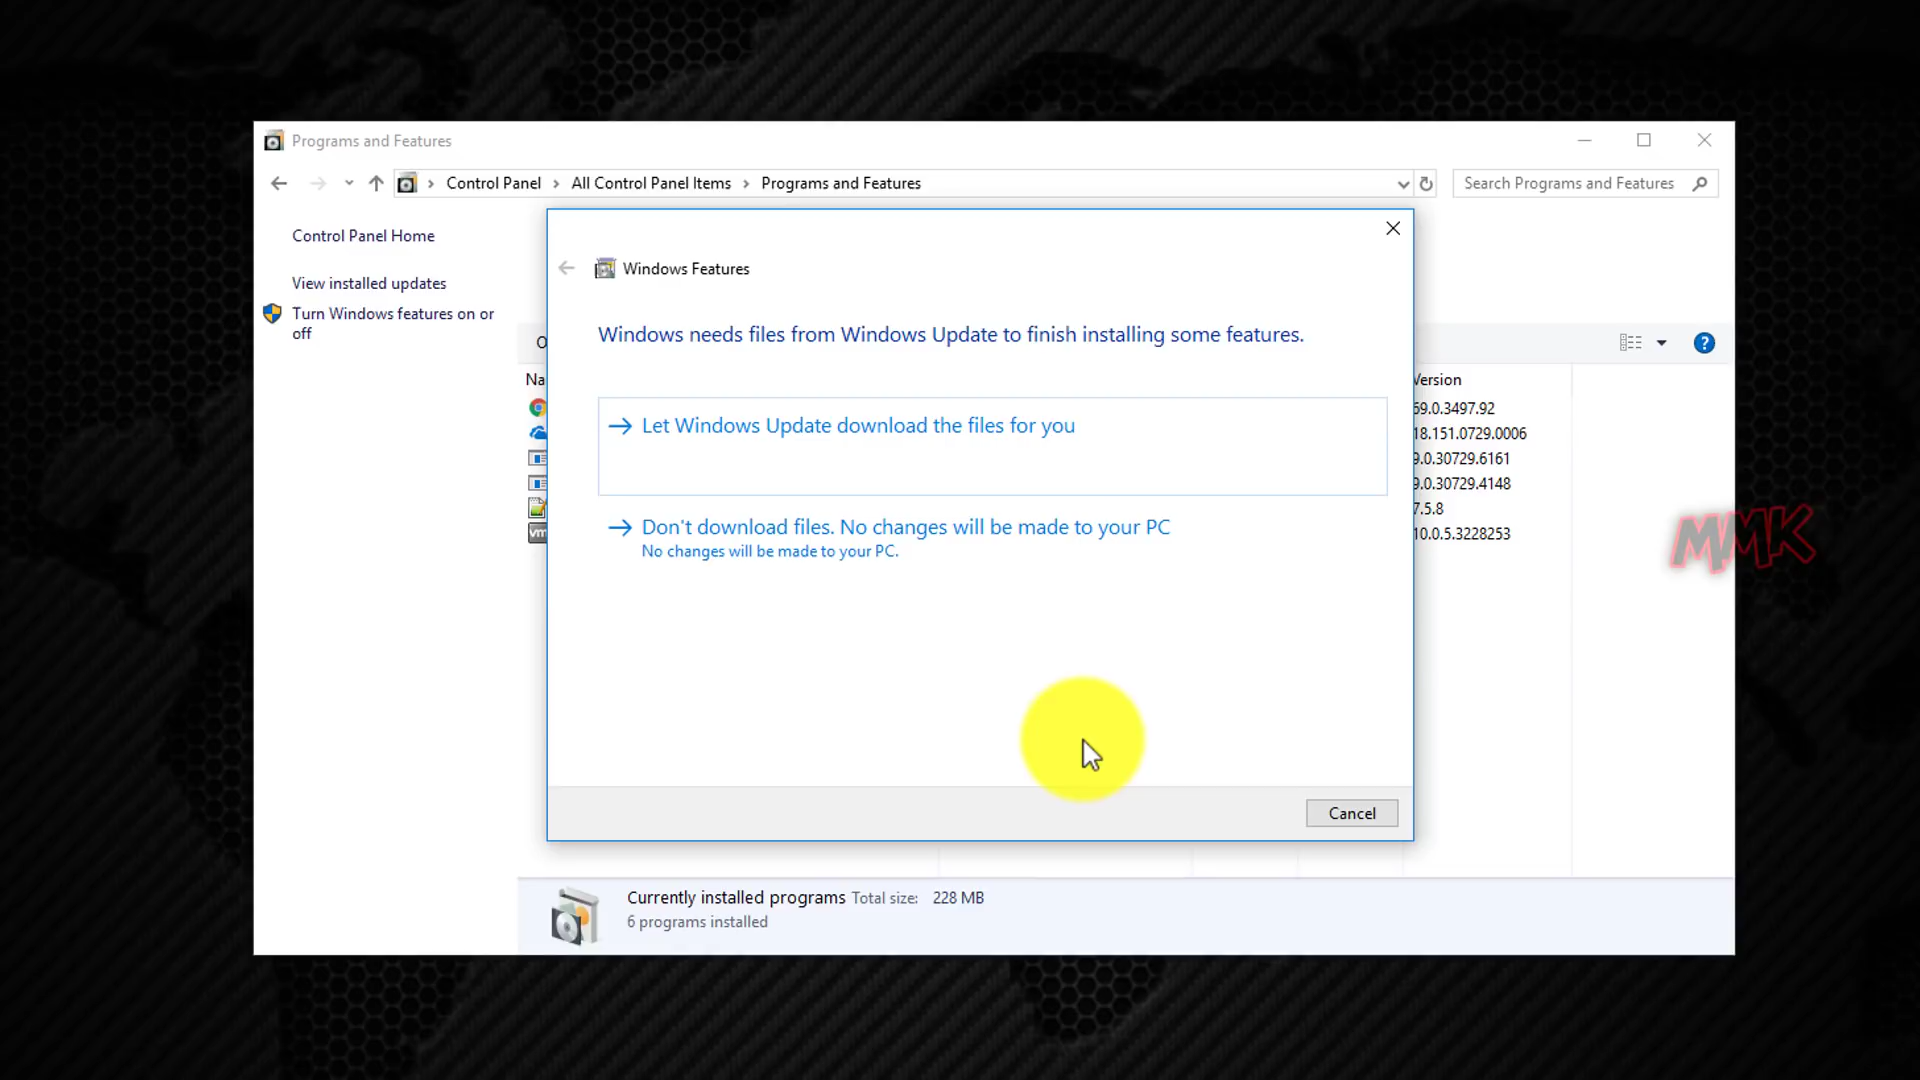 Programs and Features
Control Panel
All Control Panel Items
Programs and Features
Search Programs and Features
Control Panel Home
View installed updates
Turn Windows features on or
off
Windows Features
Windows needs files from Windows Update to finish installing some features.
Let Windows Update download the files for you
Don't download files. No changes will be made to your PC
No changes will be made to your PC.
Cancel
O
Na
Version
69.0.3497.92
18.151.0729.0006
9.0.30729.6161
9.0.30729.4148
7.5.8
10.0.5.3228253
vm
MMK
Currently installed programs Total size: 228 MB
6 programs installed